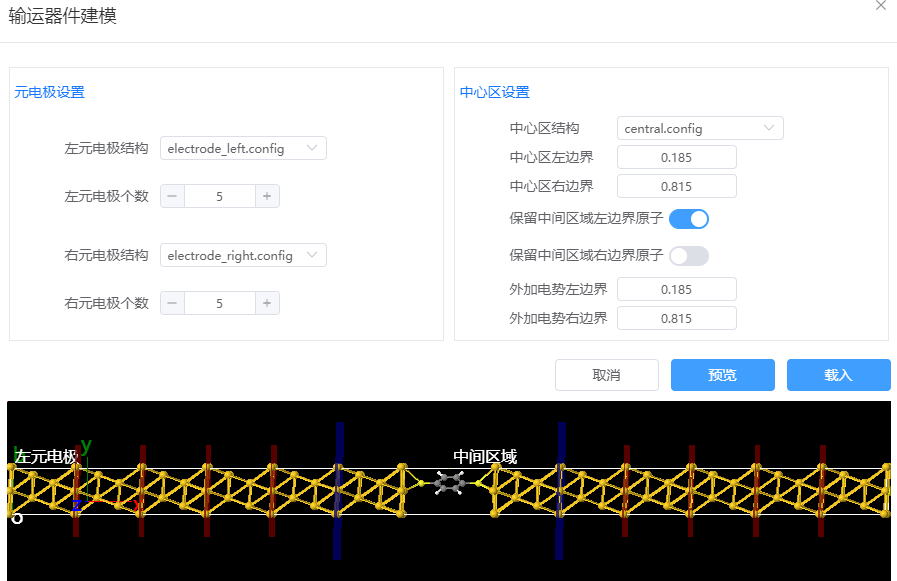 输运器件建模
元电极设置
左元电极结构 electrode_left.config
左元电极个数 − 5 +
右元电极结构 electrode_right.config
右元电极个数 − 5 +
中心区设置
中心区结构 central.config
中心区左边界 0.185
中心区右边界 0.815
保留中间区域左边界原子
保留中间区域右边界原子
外加电势左边界 0.185
外加电势右边界 0.815
取消 预览 载入
左元电极 y 中间区域
z x
o